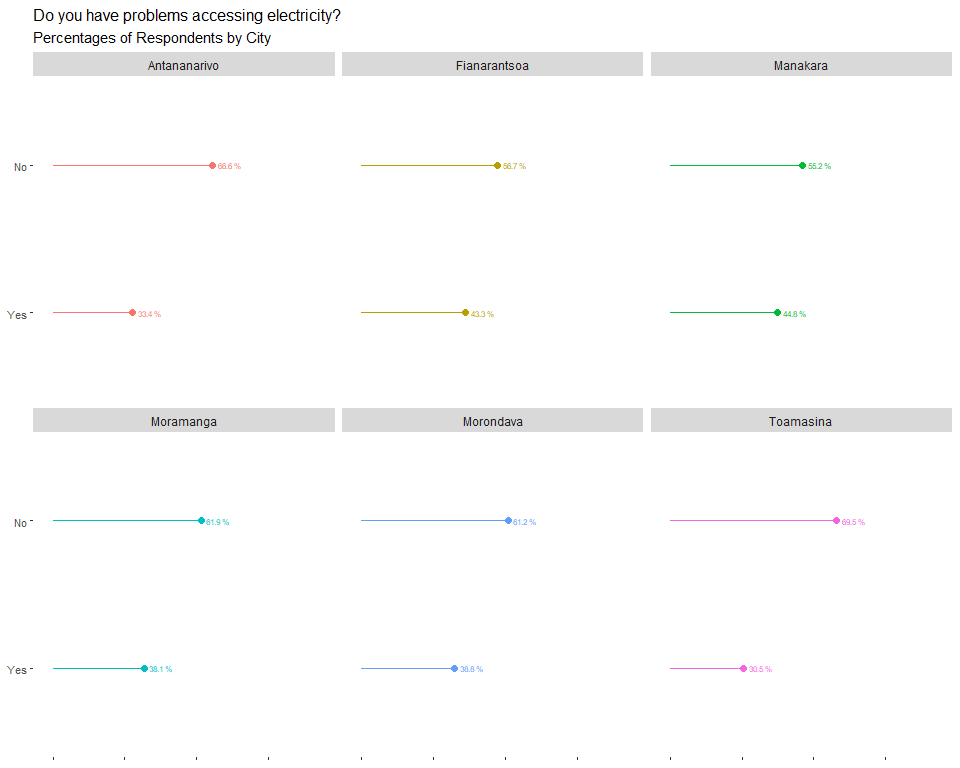 Do you have problems accessing electricity?
Percentages of Respondents by City
Antananarivo Fianarantsoa Manakara
No 66.6 % 56.7 % 55.2 %
Yes 33.4 % 43.3 % 44.8 %
Moramanga Morondava Toamasina
No 61.9 % 61.2 % 69.5 %
Yes 38.1 % 38.8 % 30.5 %